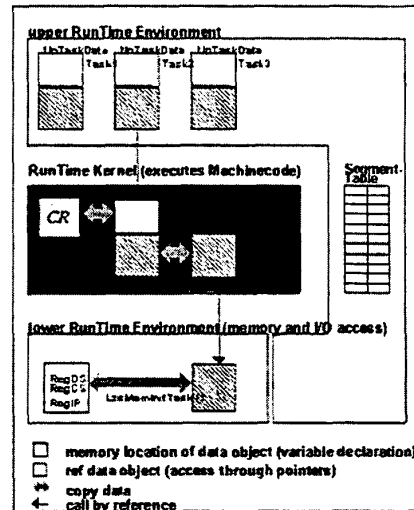 upper RunTime Environment
UpTaskData UpTaskData UpTaskData
Task1 Task2 Task3
RunTime Kernel (executes Machinecode)
Segment-
Table
CR
lower RunTime Environment (memory and I/O access)
RegDS
RegCS
RegIP
memory location of data object (variable declaration)
ref data object (access through pointers)
copy data
call by reference